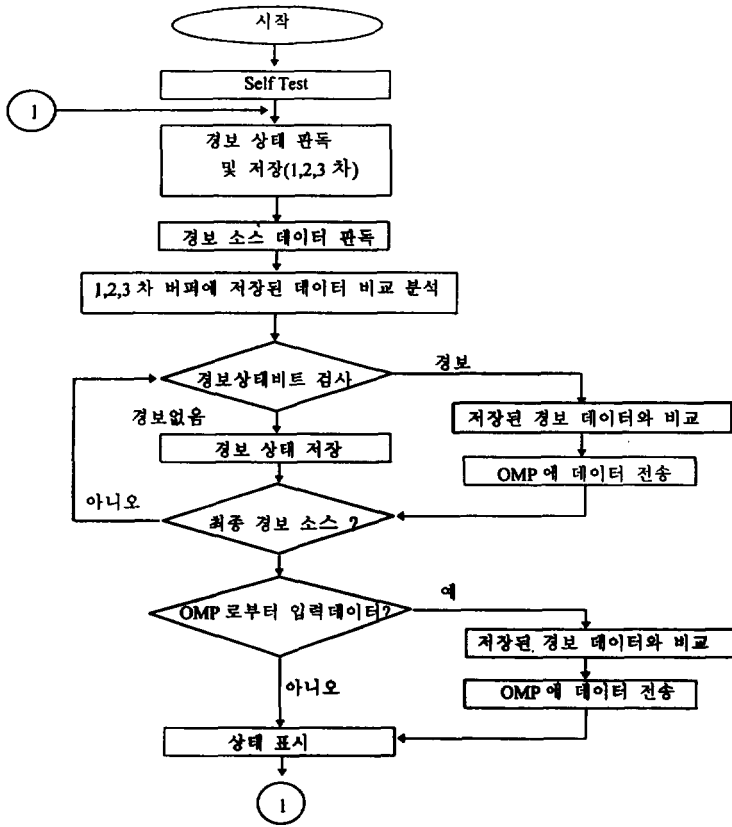 시작
Self Test
1
경보 상태 판독
및 저장(1,2,3 차)
경보 소스 데이터 판독
1,2,3 차 버퍼에 저장된 데이터 비교 분석
경보상태비트 검사
경보
경보없음
저장된 경보 데이터와 비교
경보 상태 저장
OMP 에 데이터 전송
아니오
최종 경보 소스 ?
예
OMP 로부터 입력데이터?
저장된 경보 데이터와 비교
아니오
OMP 에 데이터 전송
상태 표시
1